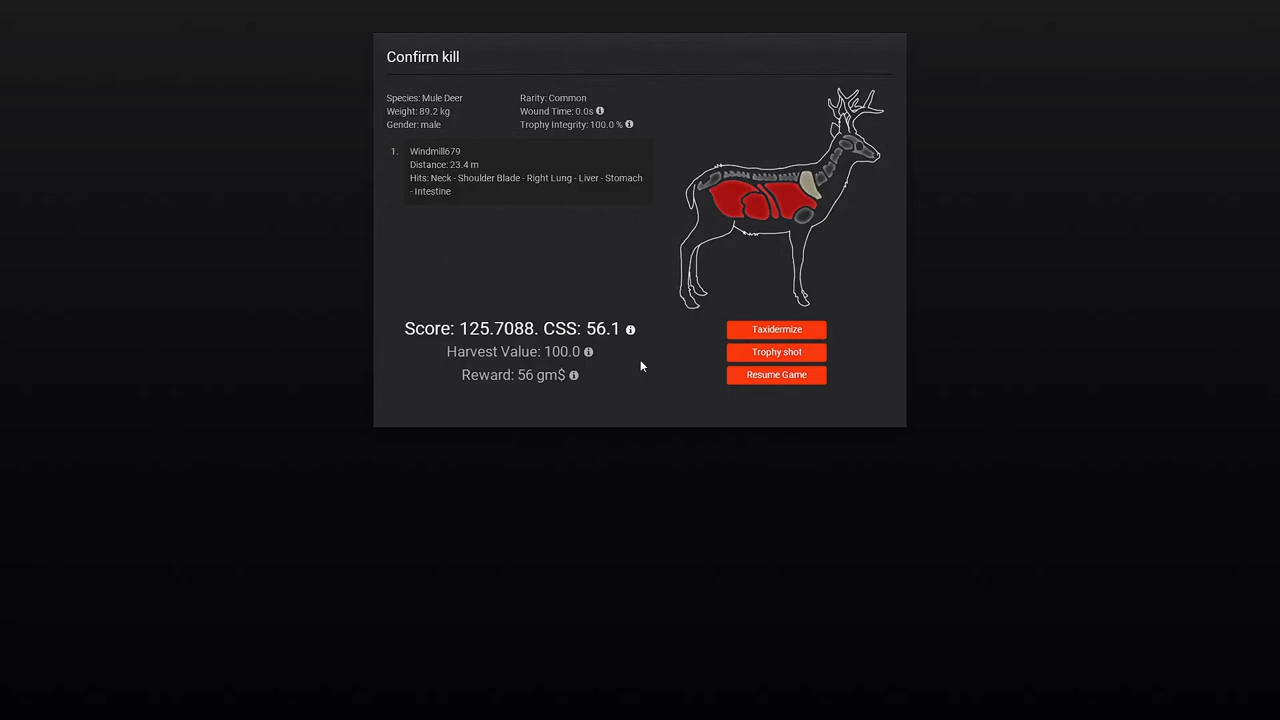 Confirm kill
Species: Mule Deer
Weight: 89.2 kg
Gender: male
Rarity: Common
Wound Time: 0.0s
Trophy Integrity: 100.0 %
1.
Windmill679
Distance: 23.4 m
Hits: Neck - Shoulder Blade - Right Lung - Liver - Stomach
- Intestine
Score: 125.7088. CSS: 56.1
Harvest Value: 100.0
Reward: 56 gm$
Taxidermize
Trophy shot
Resume Game